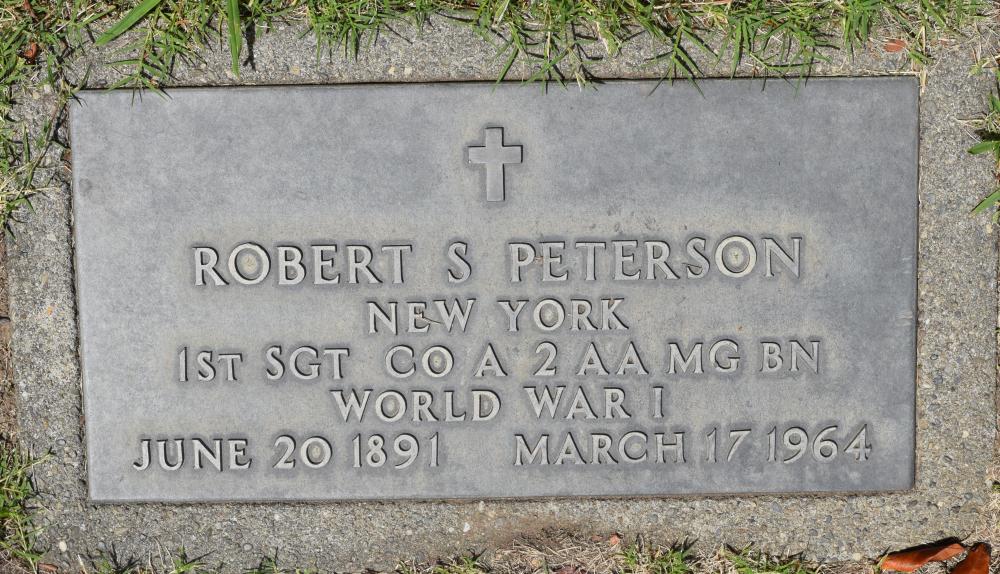 ROBERT S PETERSON
NEW YORK
1ST SGT CO A 2 AA MG BN
WORLD WAR I
JUNE 20 1891 MARCH 17 1964